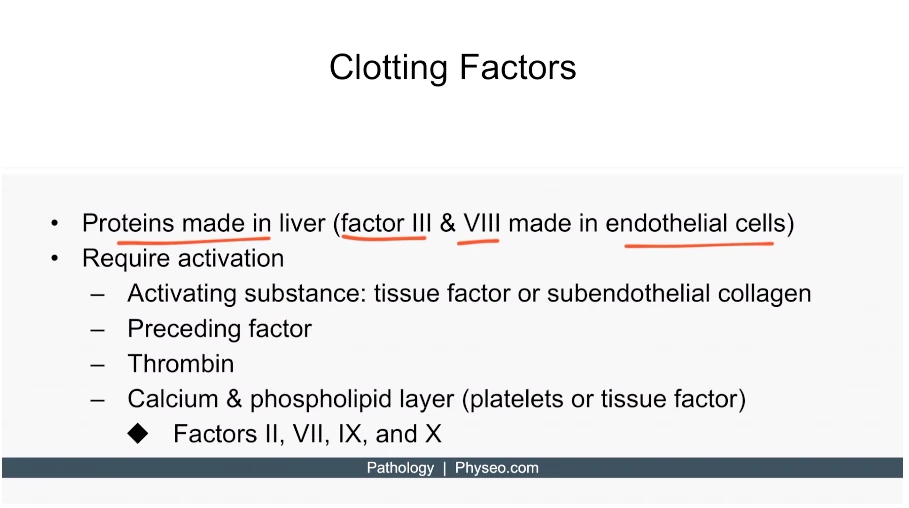 Clotting Factors
• Proteins made in liver (factor III & VIII made in endothelial cells)
• Require activation
– Activating substance: tissue factor or subendothelial collagen
– Preceding factor
– Thrombin
– Calcium & phospholipid layer (platelets or tissue factor)
◆ Factors II, VII, IX, and X
Pathology | Physeo.com